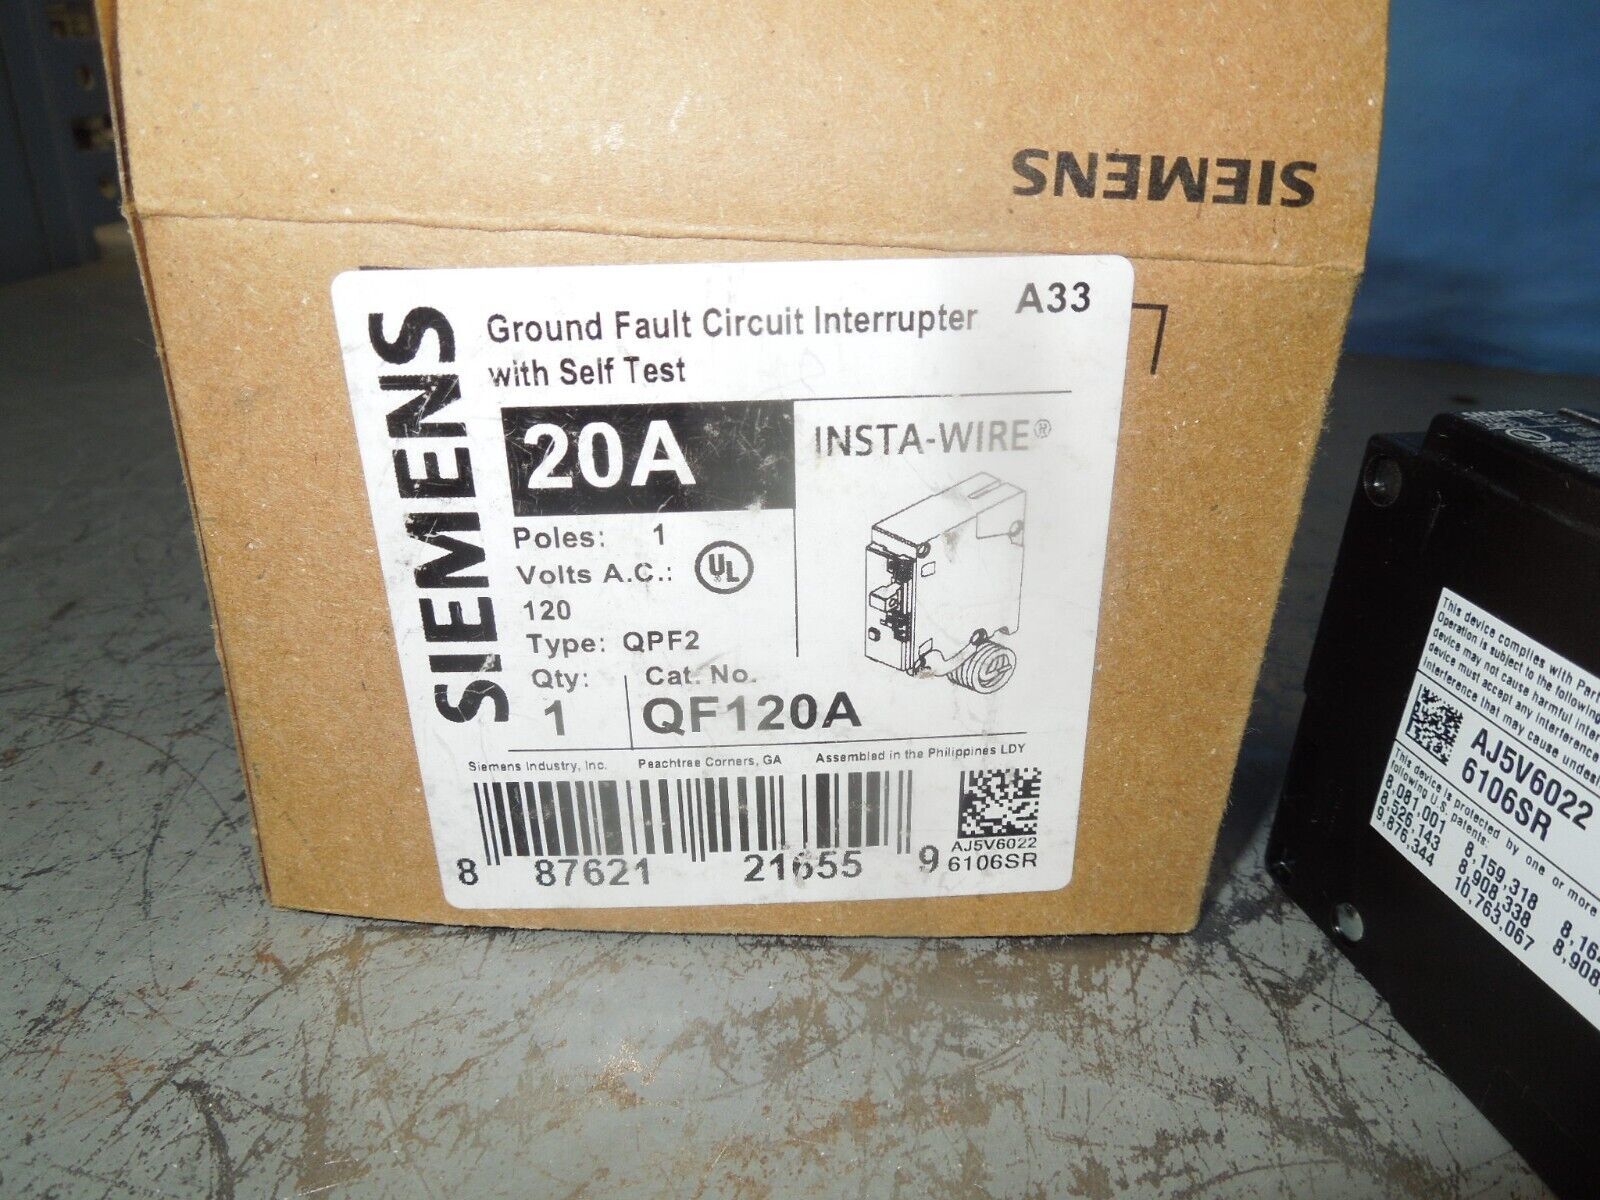 SIEMENS
SIEMENS
Ground Fault Circuit Interrupter
with Self Test
A33
20A
INSTA-WIRE®
Poles: 1
Volts A.C.:
120
UL
Type: QPF2
Qty:
1
Cat. No.
QF120A
Siemens Industry, Inc. Peachtree Corners, GA Assembled in the Philippines LDY
8 87621 21655 9
AJ5V6022
6106SR
This device complies with Part
Operation is subject to the following
device may not cause harmful inter
device must accept any interference
interference that may cause undesi
AJ5V6022
6106SR
This device is protected by one or more
following U.S. patents:
8,081,001 8,159,318 8,164
8,526,143 8,908,338 8,908,
9,876,344 10,763,067